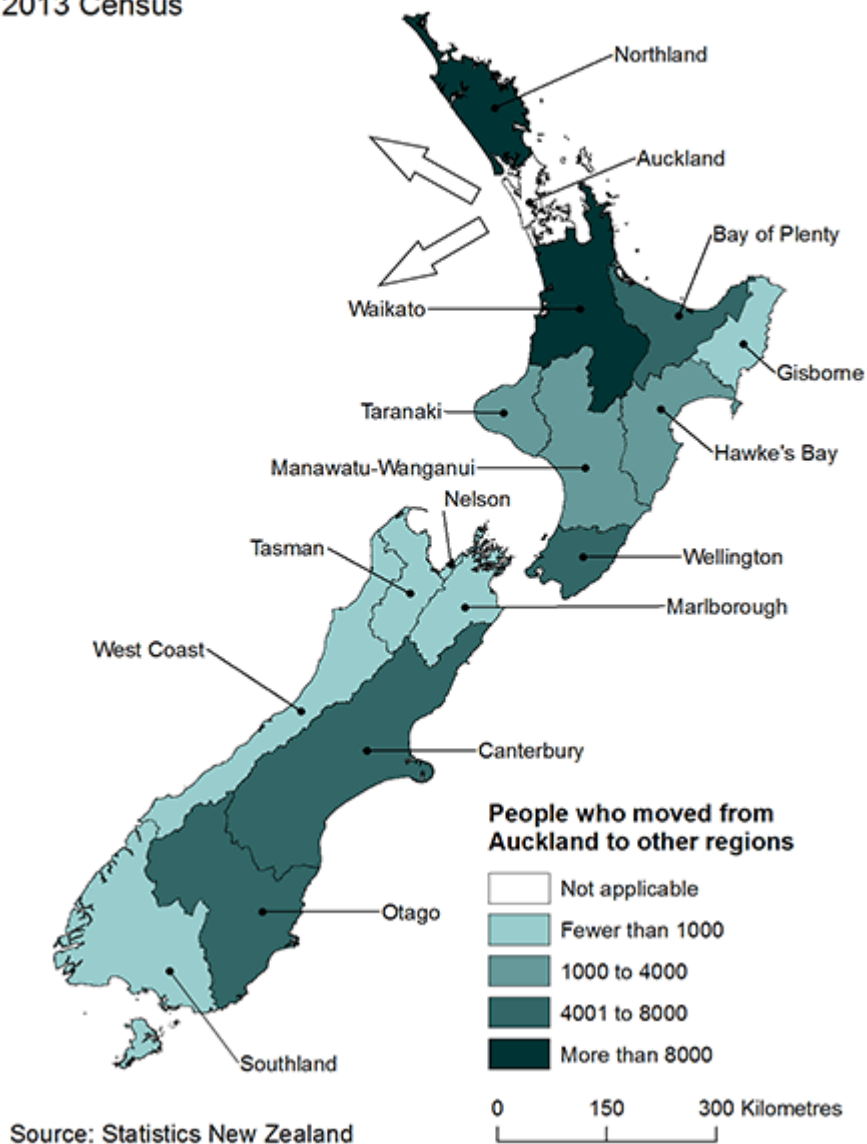 2013 Census
Northland
Auckland
Bay of Plenty
Waikato
Gisborne
Taranaki
Hawke's Bay
Manawatu-Wanganui
Nelson
Tasman
Wellington
Marlborough
West Coast
Canterbury
People who moved from
Auckland to other regions
Not applicable
Fewer than 1000
1000 to 4000
4001 to 8000
More than 8000
Otago
Southland
0 150 300 Kilometres
Source: Statistics New Zealand